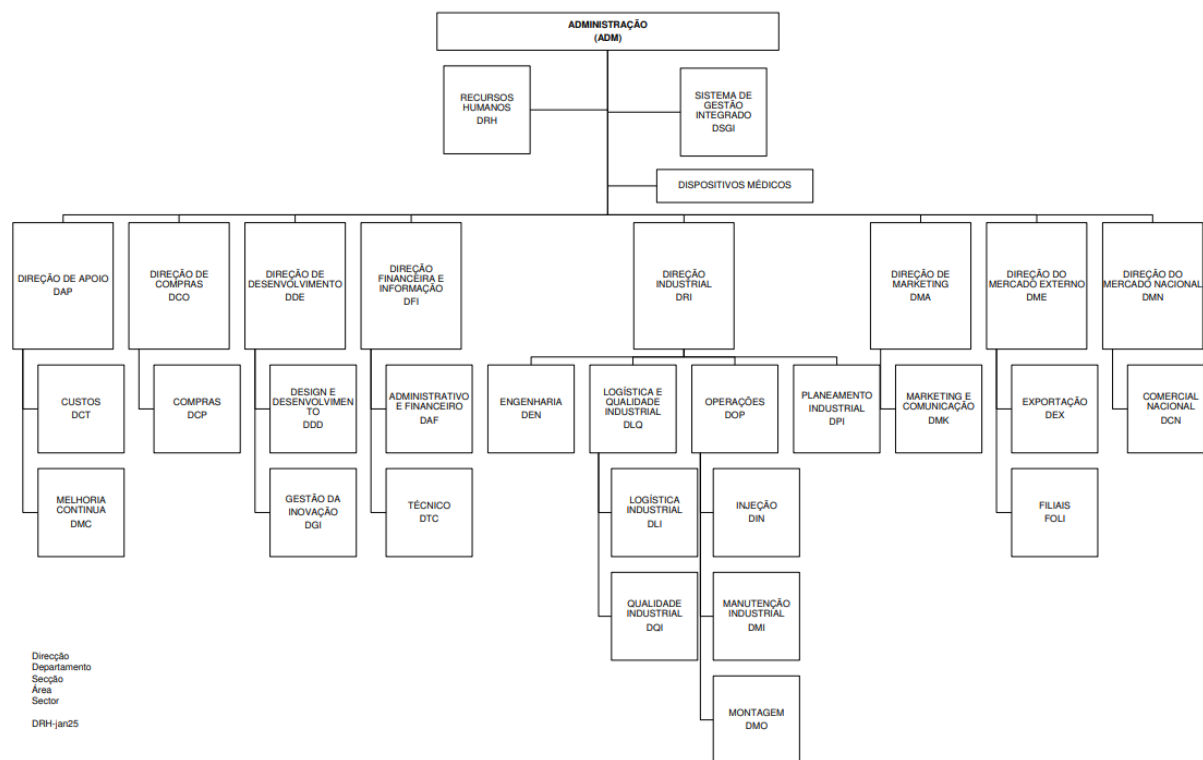 ADMINISTRAÇÃO
(ADM)
RECURSOS
HUMANOS
DRH
SISTEMA DE
GESTÃO
INTEGRADO
DSGI
DISPOSITIVOS MÉDICOS
DIREÇÃO DE APOIO
DAP
DIREÇÃO DE
COMPRAS
DCO
DIREÇÃO DE
DESENVOLVIMENTO
DDE
DIREÇÃO
FINANCEIRA E
INFORMAÇÃO
DFI
DIREÇÃO
INDUSTRIAL
DRI
DIREÇÃO DE
MARKETING
DMA
DIREÇÃO DO
MERCADO EXTERNO
DME
DIREÇÃO DO
MERCADO NACIONAL
DMN
CUSTOS
DCT
COMPRAS
DCP
DESIGN E
DESENVOLVIMEN
TO
DDD
ADMINISTRATIVO
E FINANCEIRO
DAF
ENGENHARIA
DEN
LOGÍSTICA E
QUALIDADE
INDUSTRIAL
DLQ
OPERAÇÕES
DOP
PLANEAMENTO
INDUSTRIAL
DPI
MARKETING E
COMUNICAÇÃO
DMK
EXPORTAÇÃO
DEX
COMERCIAL
NACIONAL
DCN
MELHORIA
CONTINUA
DMC
GESTÃO DA
INOVAÇÃO
DGI
TÉCNICO
DTC
LOGÍSTICA
INDUSTRIAL
DLI
INJEÇÃO
DIN
FILIAIS
FOLI
QUALIDADE
INDUSTRIAL
DQI
MANUTENÇÃO
INDUSTRIAL
DMI
MONTAGEM
DMO
Direcção
Departamento
Secção
Área
Sector
DRH-jan25